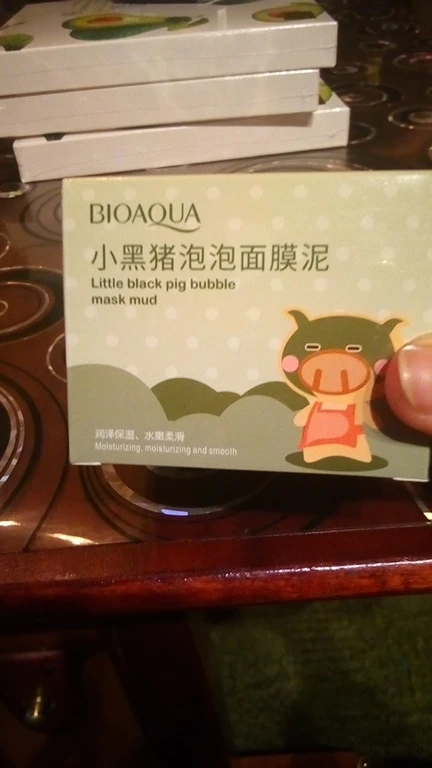 BIOAQUA
小黑猪泡泡面膜泥
Little black pig bubble
mask mud
润泽保湿、水嫩柔滑
Moisturizing, moisturizing and smooth